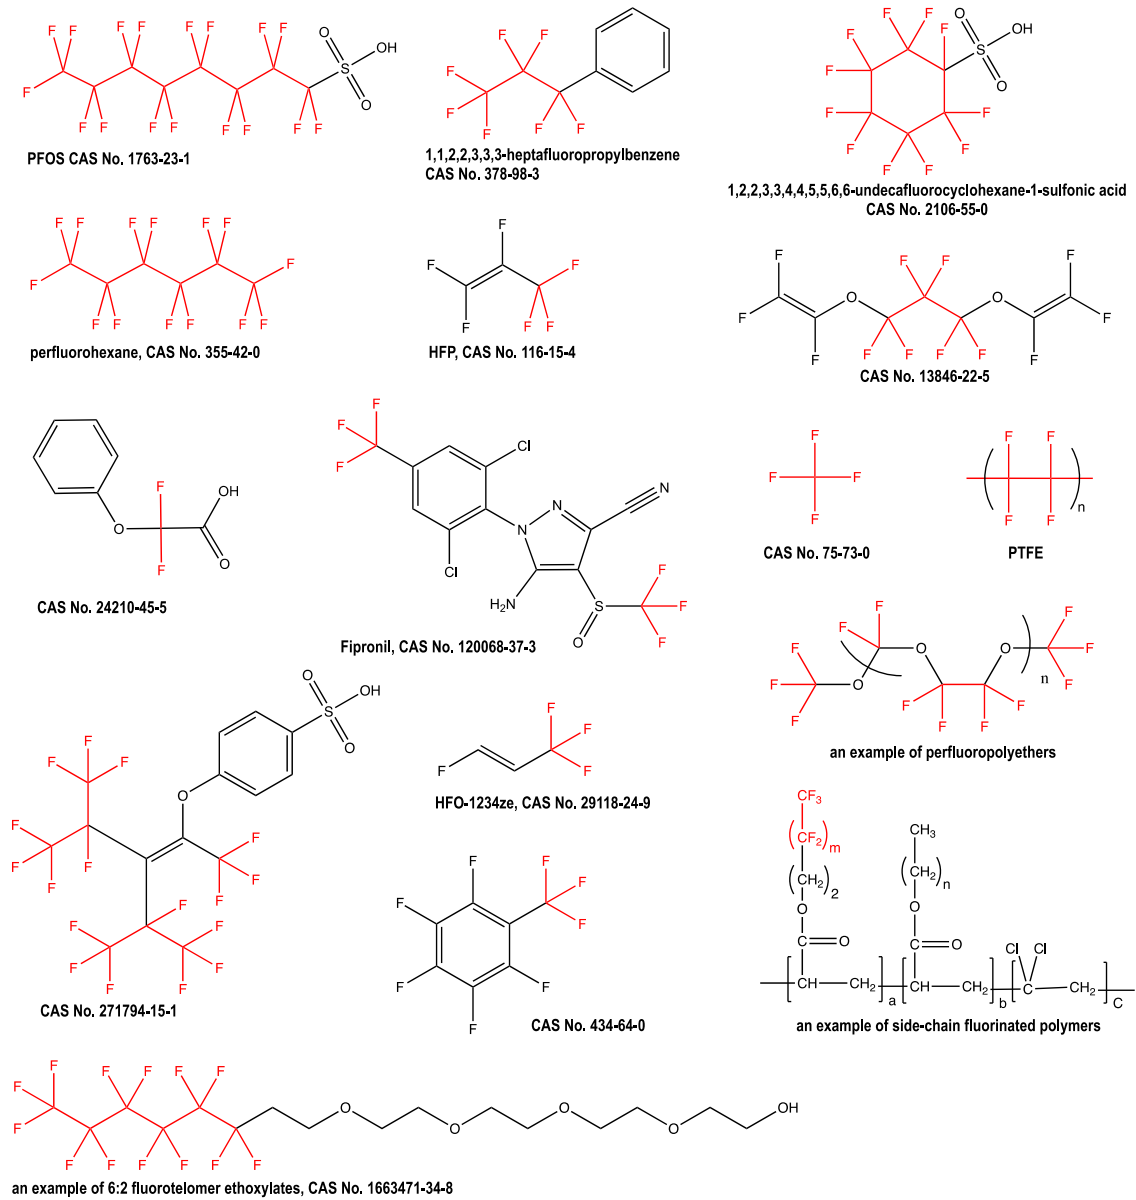 PFOS CAS No. 1763-23-1
1,1,2,2,3,3,3-heptafluoropropylbenzene
CAS No. 378-98-3
1,2,2,3,3,4,4,5,5,6,6-undecafluorocyclohexane-1-sulfonic acid
CAS No. 2106-55-0
perfluorohexane, CAS No. 355-42-0
HFP, CAS No. 116-15-4
CAS No. 13846-22-5
CAS No. 24210-45-5
Fipronil, CAS No. 120068-37-3
CAS No. 75-73-0
PTFE
an example of perfluoropolyethers
CAS No. 271794-15-1
HFO-1234ze, CAS No. 29118-24-9
CAS No. 434-64-0
an example of side-chain fluorinated polymers
an example of 6:2 fluorotelomer ethoxylates, CAS No. 1663471-34-8